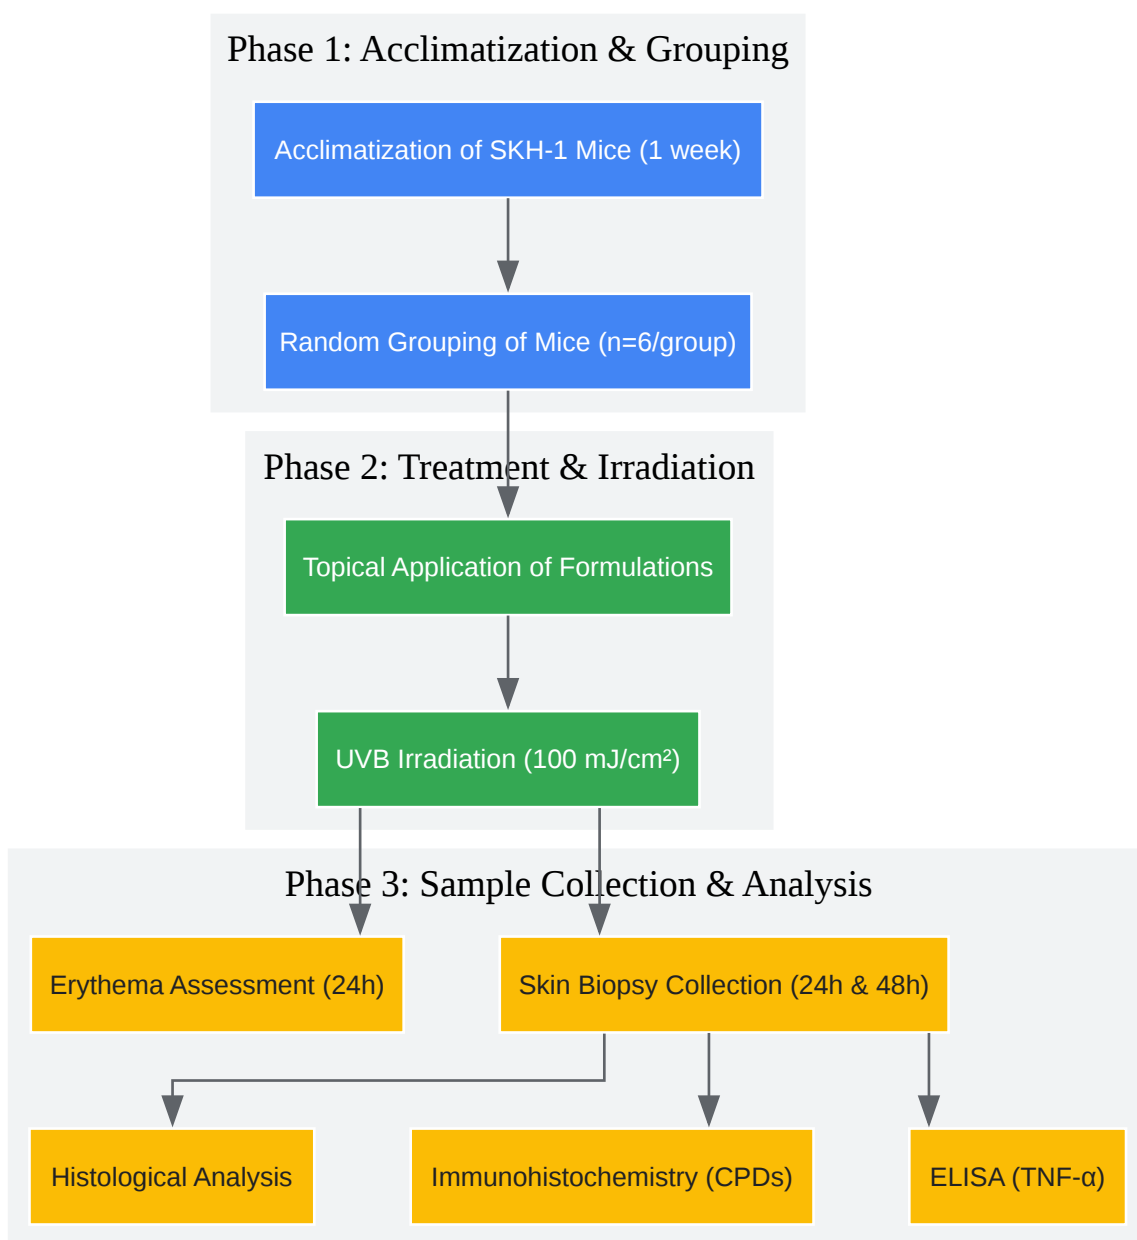 Phase 1: Acclimatization & Grouping
Acclimatization of SKH-1 Mice (1 week)
Random Grouping of Mice (n=6/group)
Phase 2: Treatment & Irradiation
Topical Application of Formulations
UVB Irradiation (100 mJ/cm²)
Phase 3: Sample Collection & Analysis
Erythema Assessment (24h)
Skin Biopsy Collection (24h & 48h)
Histological Analysis
Immunohistochemistry (CPDs)
ELISA (TNF-α)